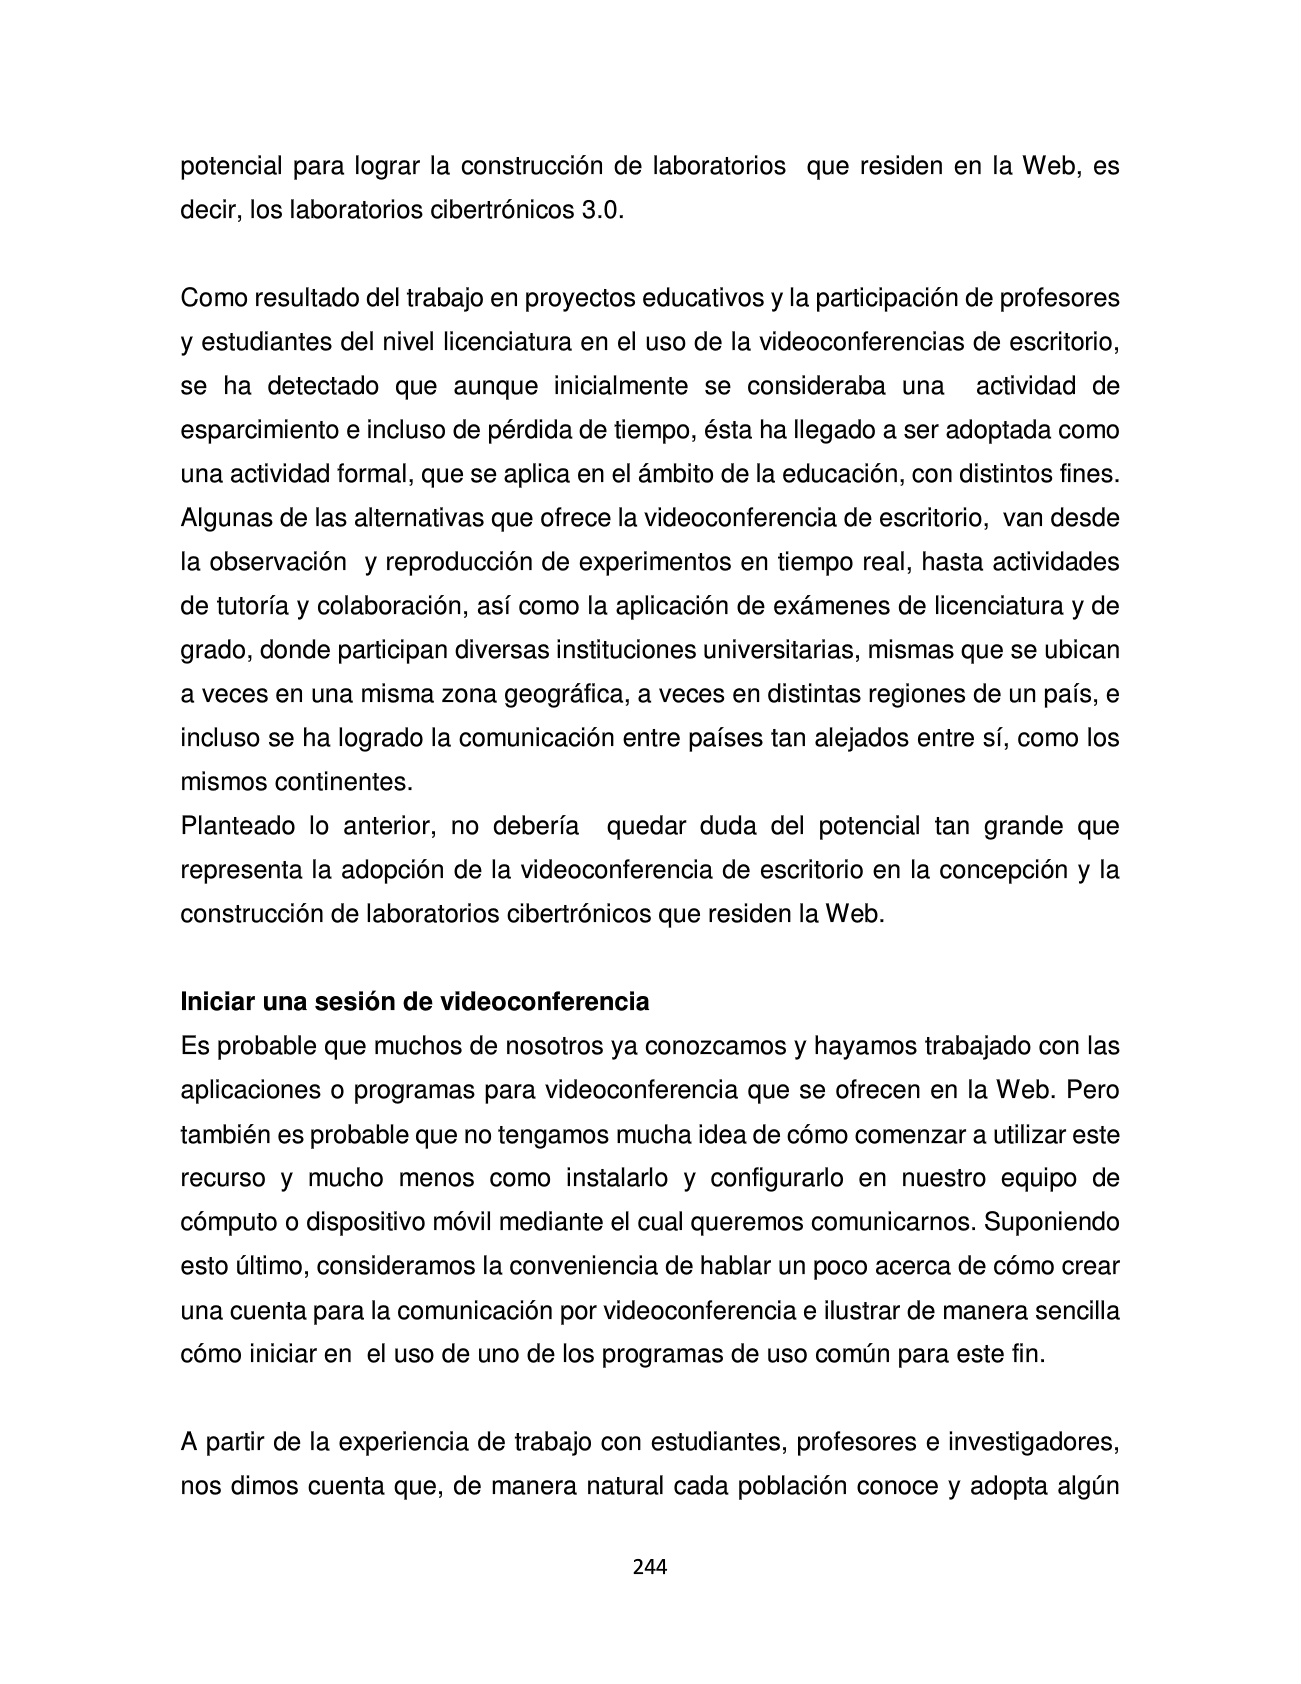 potencial para lograr la construcción de laboratorios  que residen en la Web, es
decir, los laboratorios cibertrónicos 3.0.
Como resultado del trabajo en proyectos educativos y la participación de profesores
y estudiantes del nivel licenciatura en el uso de la videoconferencias de escritorio,
se ha detectado que aunque inicialmente se consideraba una  actividad de
esparcimiento e incluso de pérdida de tiempo, ésta ha llegado a ser adoptada como
una actividad formal, que se aplica en el ámbito de la educación, con distintos fines.
Algunas de las alternativas que ofrece la videoconferencia de escritorio,  van desde
la observación  y reproducción de experimentos en tiempo real, hasta actividades
de tutoría y colaboración, así como la aplicación de exámenes de licenciatura y de
grado, donde participan diversas instituciones universitarias, mismas que se ubican
a veces en una misma zona geográfica, a veces en distintas regiones de un país, e
incluso se ha logrado la comunicación entre países tan alejados entre sí, como los
mismos continentes.
Planteado lo anterior, no debería  quedar duda del potencial tan grande que
representa la adopción de la videoconferencia de escritorio en la concepción y la
construcción de laboratorios cibertrónicos que residen la Web.
Iniciar una sesión de videoconferencia
Es probable que muchos de nosotros ya conozcamos y hayamos trabajado con las
aplicaciones o programas para videoconferencia que se ofrecen en la Web. Pero
también es probable que no tengamos mucha idea de cómo comenzar a utilizar este
recurso y mucho menos como instalarlo y configurarlo en nuestro equipo de
cómputo o dispositivo móvil mediante el cual queremos comunicarnos. Suponiendo
esto último, consideramos la conveniencia de hablar un poco acerca de cómo crear
una cuenta para la comunicación por videoconferencia e ilustrar de manera sencilla
cómo iniciar en  el uso de uno de los programas de uso común para este fin.
A partir de la experiencia de trabajo con estudiantes, profesores e investigadores,
nos dimos cuenta que, de manera natural cada población conoce y adopta algún
244